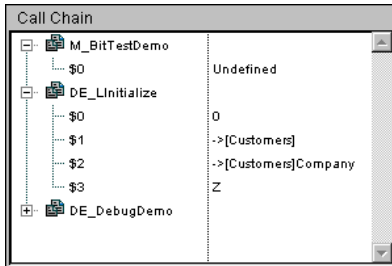 Call Chain
M_BitTestDemo
$0 Undefined
DE_LInitialize
$0 0
$1 ->[Customers]
$2 ->[Customers]Company
$3 Z
DE_DebugDemo